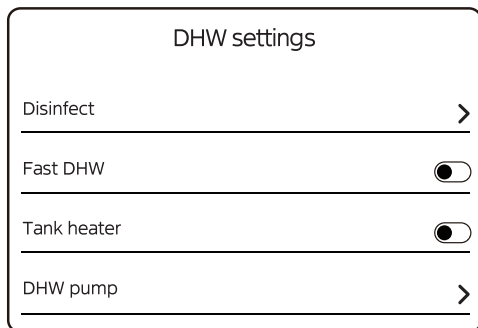 DHW settings
Disinfect
Fast DHW
Tank heater
DHW pump